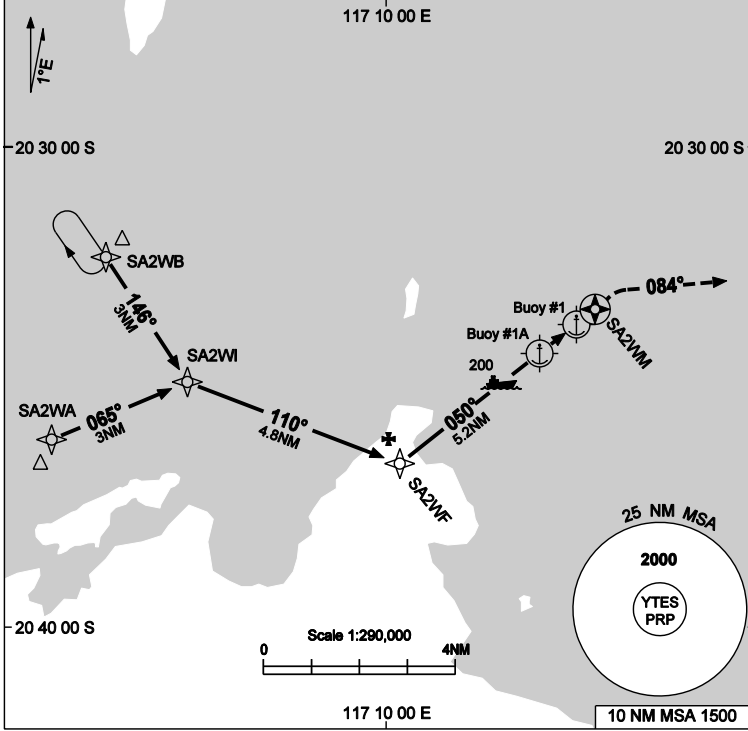 117 10 00 E
1°E
20 30 00 S
20 30 00 S
SA2WB
146°
3NM
084°
Buoy #1
Buoy #1A
SA2WM
SA2WI
200
SA2WA
065°
3NM
110°
4.8NM
050°
5.2NM
SA2WF
25 NM MSA
2000
YTES
PRP
20 40 00 S
Scale 1:290,000
0
4NM
117 10 00 E
10 NM MSA 1500